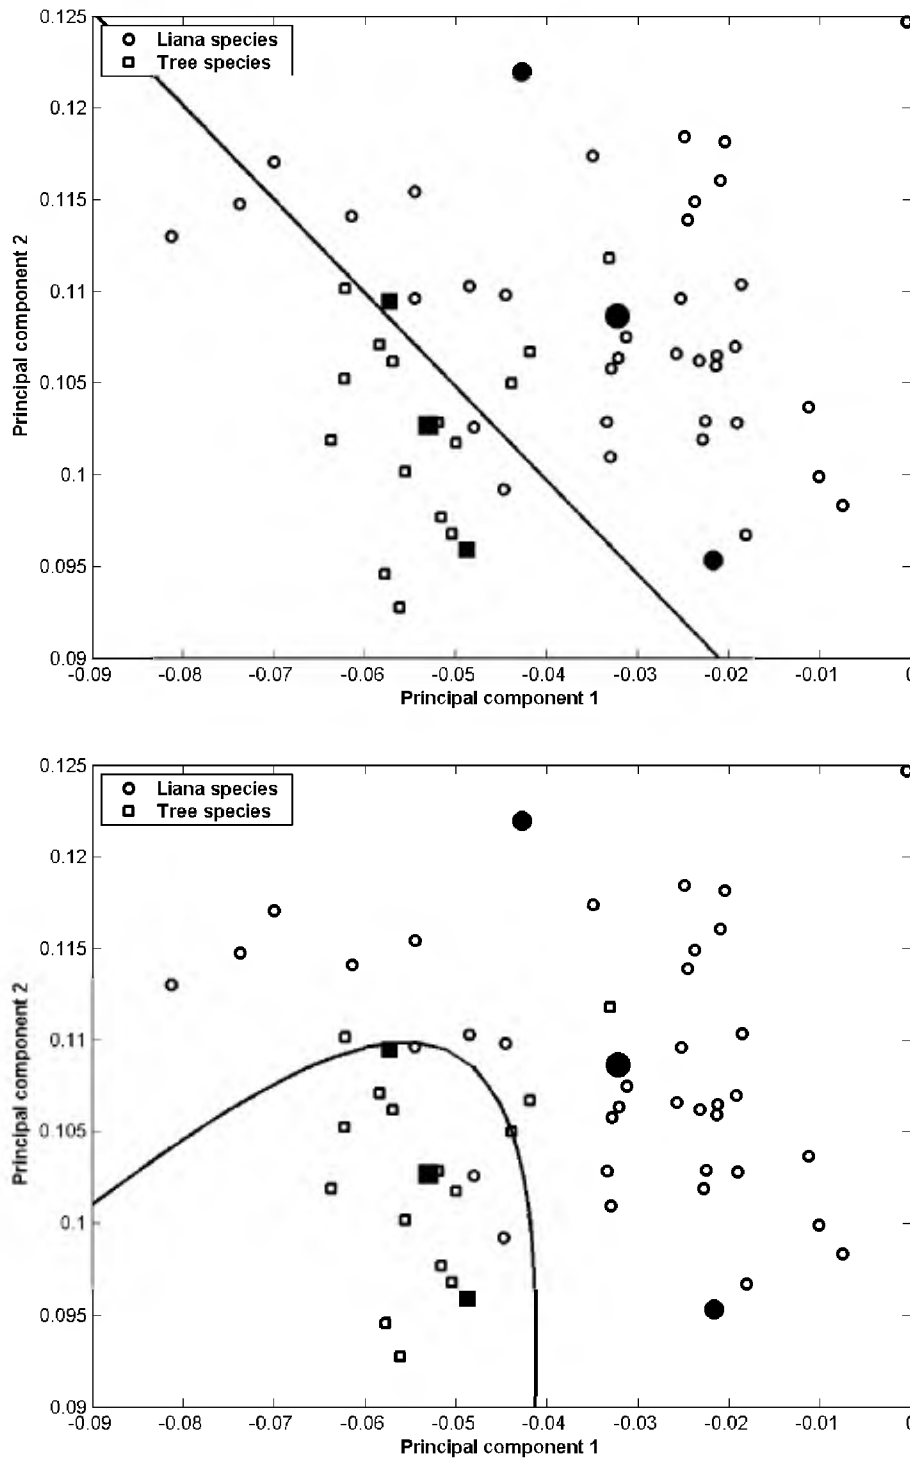 0.125
Liana species
Tree species
0.12
0.115
0.11
0.105
0.1
0.095
0.09
Principal component 2
-0.09 -0.08 -0.07 -0.06 -0.05 -0.04 -0.03 -0.02 -0.01 0
Principal component 1
0.125
Liana species
Tree species
0.12
0.115
0.11
0.105
0.1
0.095
0.09
Principal component 2
-0.09 -0.08 -0.07 -0.06 -0.05 -0.04 -0.03 -0.02 -0.01 0
Principal component 1